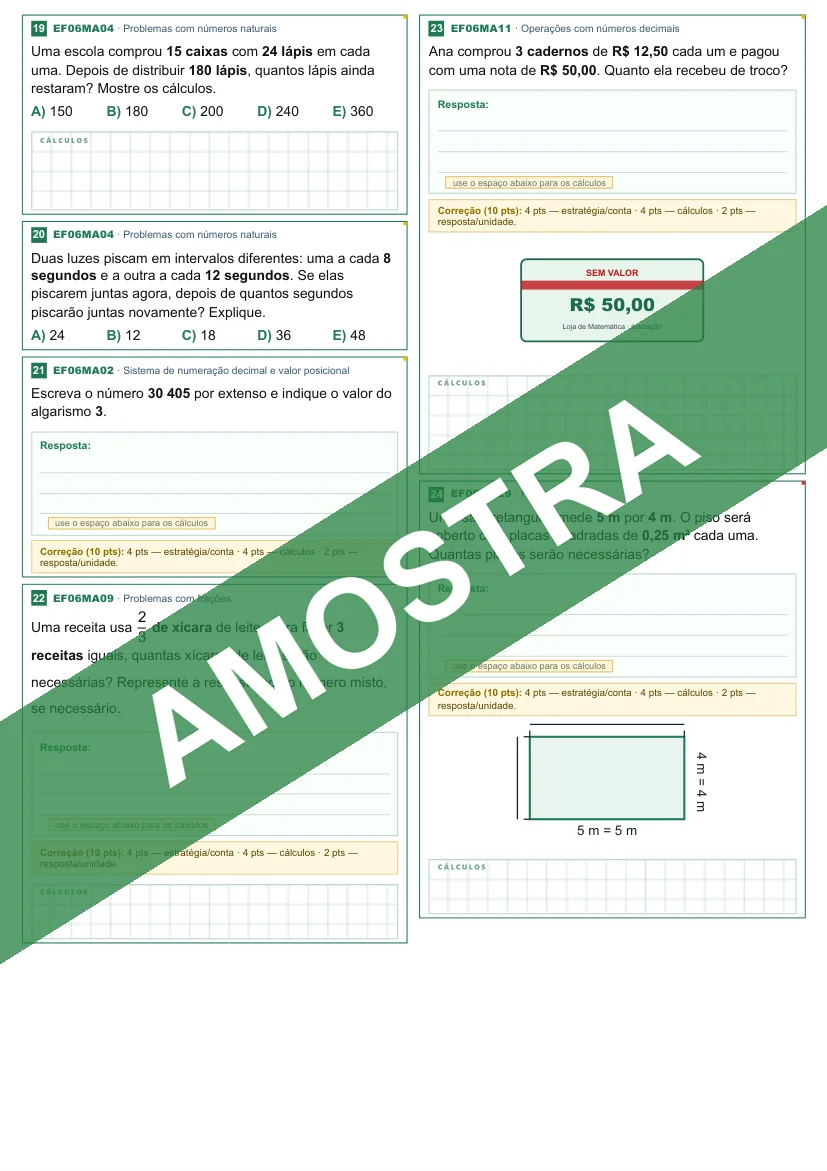 19 EF06MA04 · Problemas com números naturais
Uma escola comprou 15 caixas com 24 lápis em cada
uma. Depois de distribuir 180 lápis, quantos lápis ainda
restaram? Mostre os cálculos.
A) 150 B) 180 C) 200 D) 240 E) 360
CÁLCULOS
20 EF06MA04 · Problemas com números naturais
Duas luzes piscam em intervalos diferentes: uma a cada 8
segundos e a outra a cada 12 segundos. Se elas
piscarem juntas agora, depois de quantos segundos
piscarão juntas novamente? Explique.
A) 24 B) 12 C) 18 D) 36 E) 48
21 EF06MA02 · Sistema de numeração decimal e valor posicional
Escreva o número 30 405 por extenso e indique o valor do
algarismo 3.
Resposta:
use o espaço abaixo para os cálculos
Correção (10 pts): 4 pts — estratégia/conta · 4 pts — cálculos · 2 pts —
resposta/unidade.
22 EF06MA09 · Problemas com frações
Uma receita usa 2/3 de xícara de leite. 3
receitas iguais, quantas de
necessárias? Represente a número misto,
se necessário.
Resposta:
use o espaço abaixo para os cálculos
Correção (10 pts): 4 pts — estratégia/conta · 4 pts — cálculos · 2 pts —
resposta/unidade.
CÁLCULOS
23 EF06MA11 · Operações com números decimais
Ana comprou 3 cadernos de R$ 12,50 cada um e pagou
com uma nota de R$ 50,00. Quanto ela recebeu de troco?
Resposta:
use o espaço abaixo para os cálculos
Correção (10 pts): 4 pts — estratégia/conta · 4 pts — cálculos · 2 pts —
resposta/unidade.
SEM VALOR
R$ 50,00
Loja de Matemática · ilustração
CÁLCULOS
24
mede 5 m por 4 m. O piso será
placas quadradas de 0,25 m² cada uma.
Quantas serão necessárias?
Resposta:
use o espaço abaixo para os cálculos
Correção (10 pts): 4 pts — estratégia/conta · 4 pts — cálculos · 2 pts —
resposta/unidade.
4 m = 4 m
5 m = 5 m
CÁLCULOS
AMOSTRA